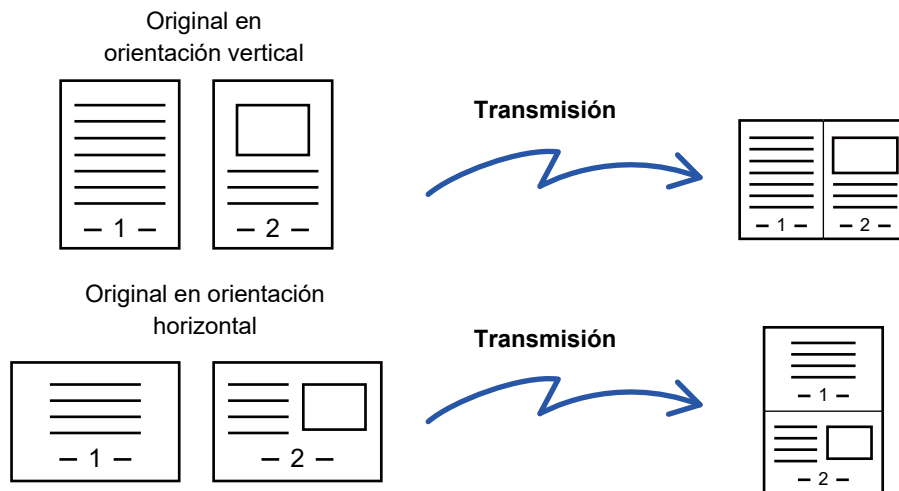 Original en
orientación vertical
Transmisión
– 1 –
– 2 –
– 1 –
– 2 –
Original en orientación
horizontal
Transmisión
– 1 –
– 2 –
– 1 –
– 2 –